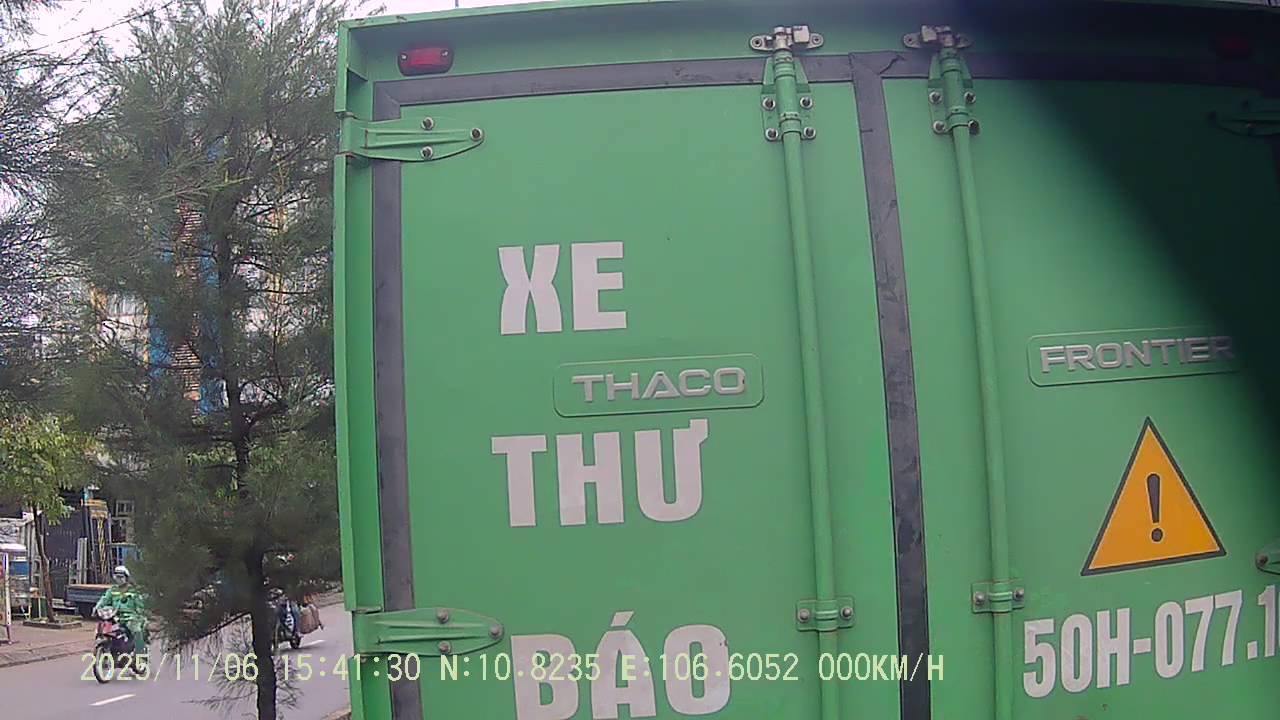 XE
THACO
FRONTIER
THƯ
BÁO
50H-077.1
2025/11/06 15:41:30 N:10.8235 E:106.6052 000KM/H